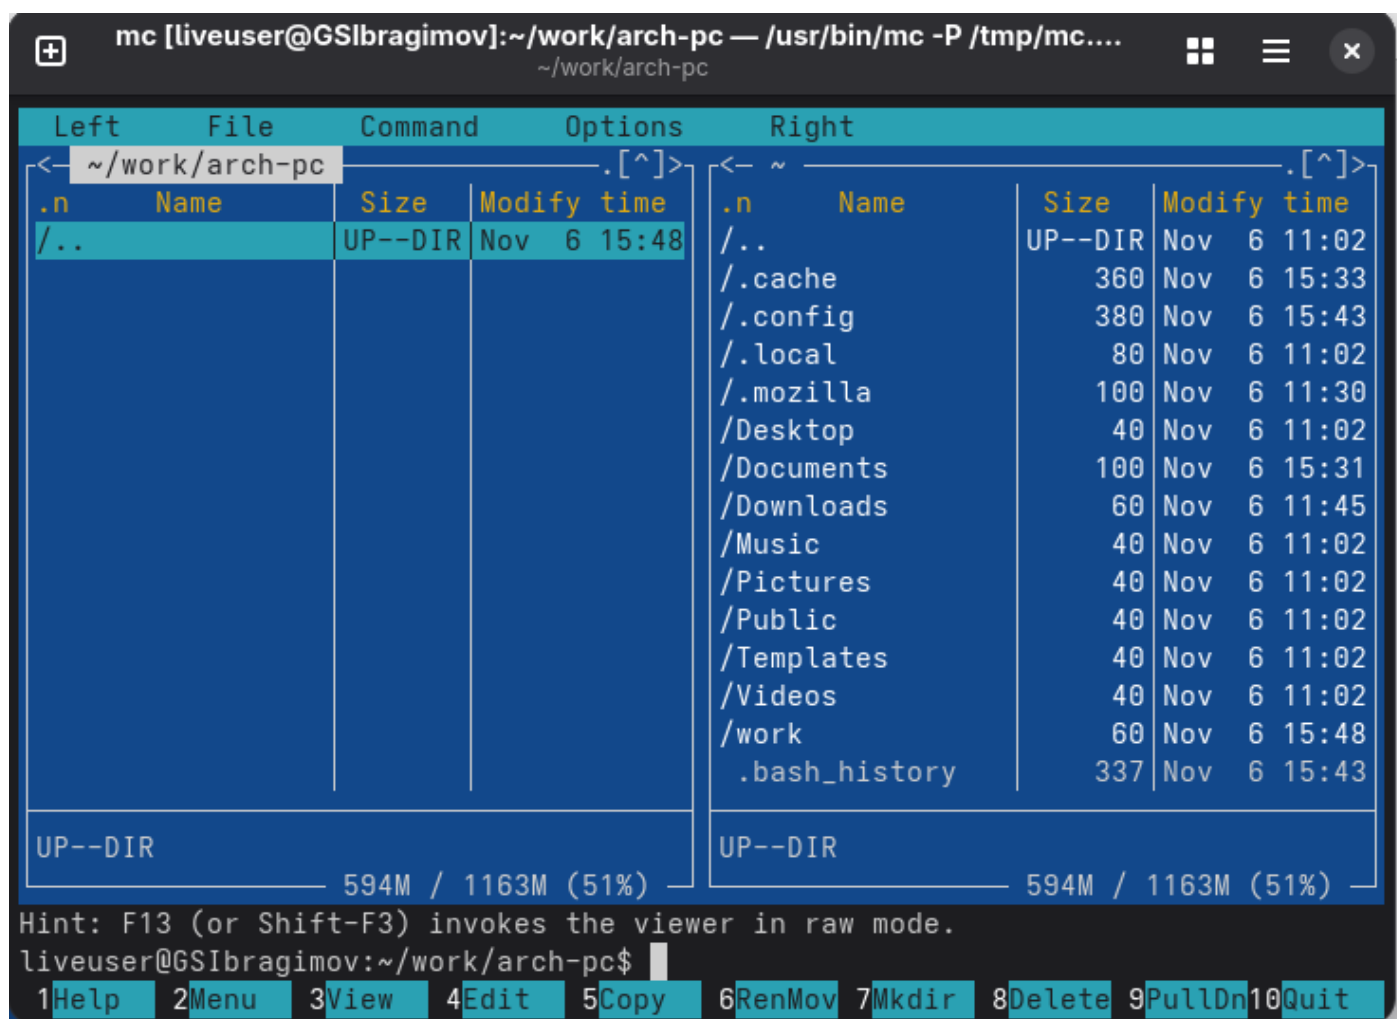 mc [liveuser@GSIbragimov]:~/work/arch-pc — /usr/bin/mc -P /tmp/mc....
~/work/arch-pc
Left File Command Options Right
<─ ~/work/arch-pc .[^]> <─ ~ .[^]>
.n Name Size Modify time .n Name Size Modify time
/.. UP--DIR Nov 6 15:48 /.. UP--DIR Nov 6 11:02
/.cache 360 Nov 6 15:33
/.config 380 Nov 6 15:43
/.local 80 Nov 6 11:02
/.mozilla 100 Nov 6 11:30
/Desktop 40 Nov 6 11:02
/Documents 100 Nov 6 15:31
/Downloads 60 Nov 6 11:45
/Music 40 Nov 6 11:02
/Pictures 40 Nov 6 11:02
/Public 40 Nov 6 11:02
/Templates 40 Nov 6 11:02
/Videos 40 Nov 6 11:02
/work 60 Nov 6 15:48
.bash_history 337 Nov 6 15:43
UP--DIR UP--DIR
594M / 1163M (51%) 594M / 1163M (51%)
Hint: F13 (or Shift-F3) invokes the viewer in raw mode.
liveuser@GSIbragimov:~/work/arch-pc$
1Help 2Menu 3View 4Edit 5Copy 6RenMov 7Mkdir 8Delete 9PullDn10Quit